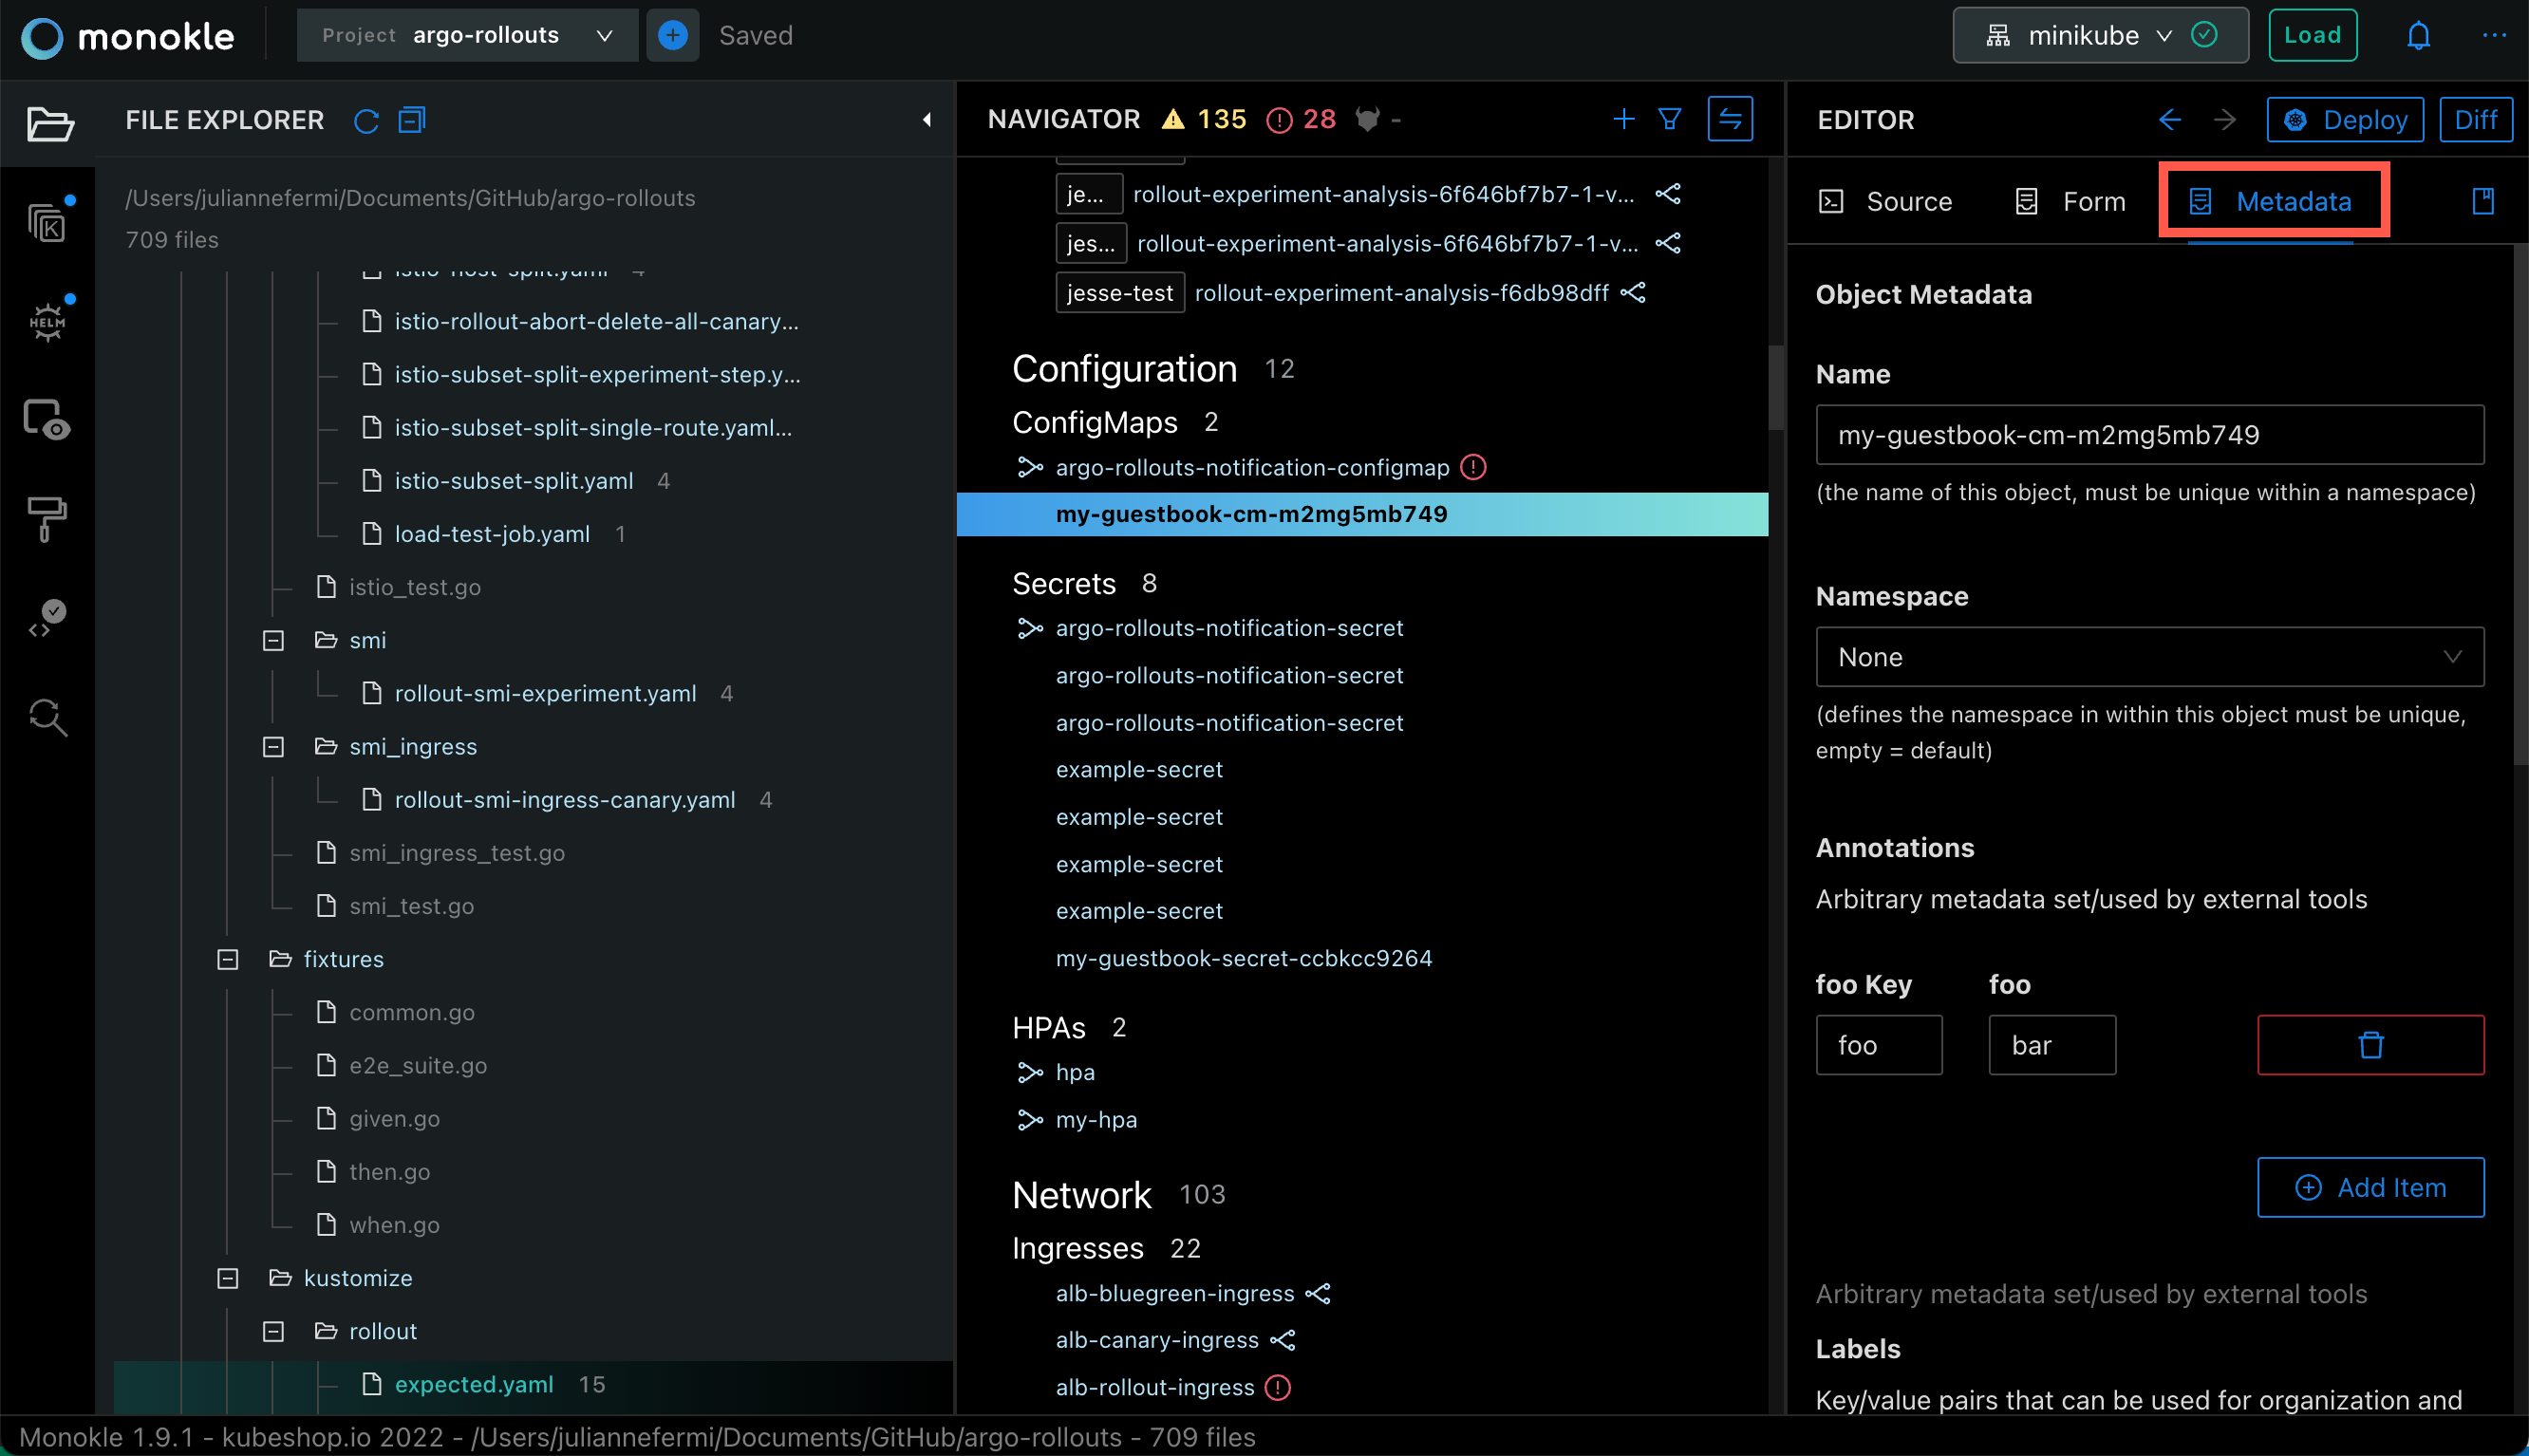 monokle
Project argo-rollouts
Saved
minikube
Load
FILE EXPLORER
/Users/juliannefermi/Documents/GitHub/argo-rollouts
709 files
istio-host-split.yaml 4
istio-rollout-abort-delete-all-canary...
istio-subset-split-experiment-step.y...
istio-subset-split-single-route.yaml...
istio-subset-split.yaml 4
load-test-job.yaml 1
istio_test.go
smi
rollout-smi-experiment.yaml 4
smi_ingress
rollout-smi-ingress-canary.yaml 4
smi_ingress_test.go
smi_test.go
fixtures
common.go
e2e_suite.go
given.go
then.go
when.go
kustomize
rollout
expected.yaml 15
K
HELM
NAVIGATOR 135 28 -
je... rollout-experiment-analysis-6f646bf7b7-1-v...
jes... rollout-experiment-analysis-6f646bf7b7-1-v...
jesse-test rollout-experiment-analysis-f6db98dff
Configuration 12
ConfigMaps 2
argo-rollouts-notification-configmap
my-guestbook-cm-m2mg5mb749
Secrets 8
argo-rollouts-notification-secret
argo-rollouts-notification-secret
argo-rollouts-notification-secret
example-secret
example-secret
example-secret
example-secret
my-guestbook-secret-ccbkcc9264
HPAs 2
hpa
my-hpa
Network 103
Ingresses 22
alb-bluegreen-ingress
alb-canary-ingress
alb-rollout-ingress
EDITOR
Deploy
Diff
Source
Form
Metadata
Object Metadata
Name
my-guestbook-cm-m2mg5mb749
(the name of this object, must be unique within a namespace)
Namespace
None
(defines the namespace in within this object must be unique,
empty = default)
Annotations
Arbitrary metadata set/used by external tools
foo Key foo
foo bar
Add Item
Arbitrary metadata set/used by external tools
Labels
Key/value pairs that can be used for organization and
Monokle 1.9.1 - kubeshop.io 2022 - /Users/juliannefermi/Documents/GitHub/argo-rollouts - 709 files